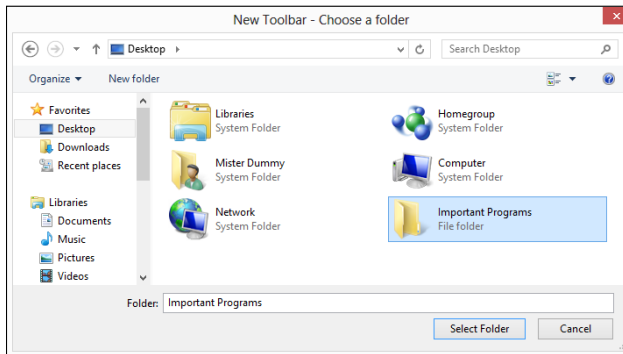 New Toolbar - Choose a folder
Desktop
Search Desktop
Organize
New folder
Favorites
Desktop
Downloads
Recent places
Libraries
Documents
Music
Pictures
Videos
Libraries
System Folder
Homegroup
System Folder
Mister Dummy
System Folder
Computer
System Folder
Network
System Folder
Important Programs
File folder
Folder: Important Programs
Select Folder
Cancel